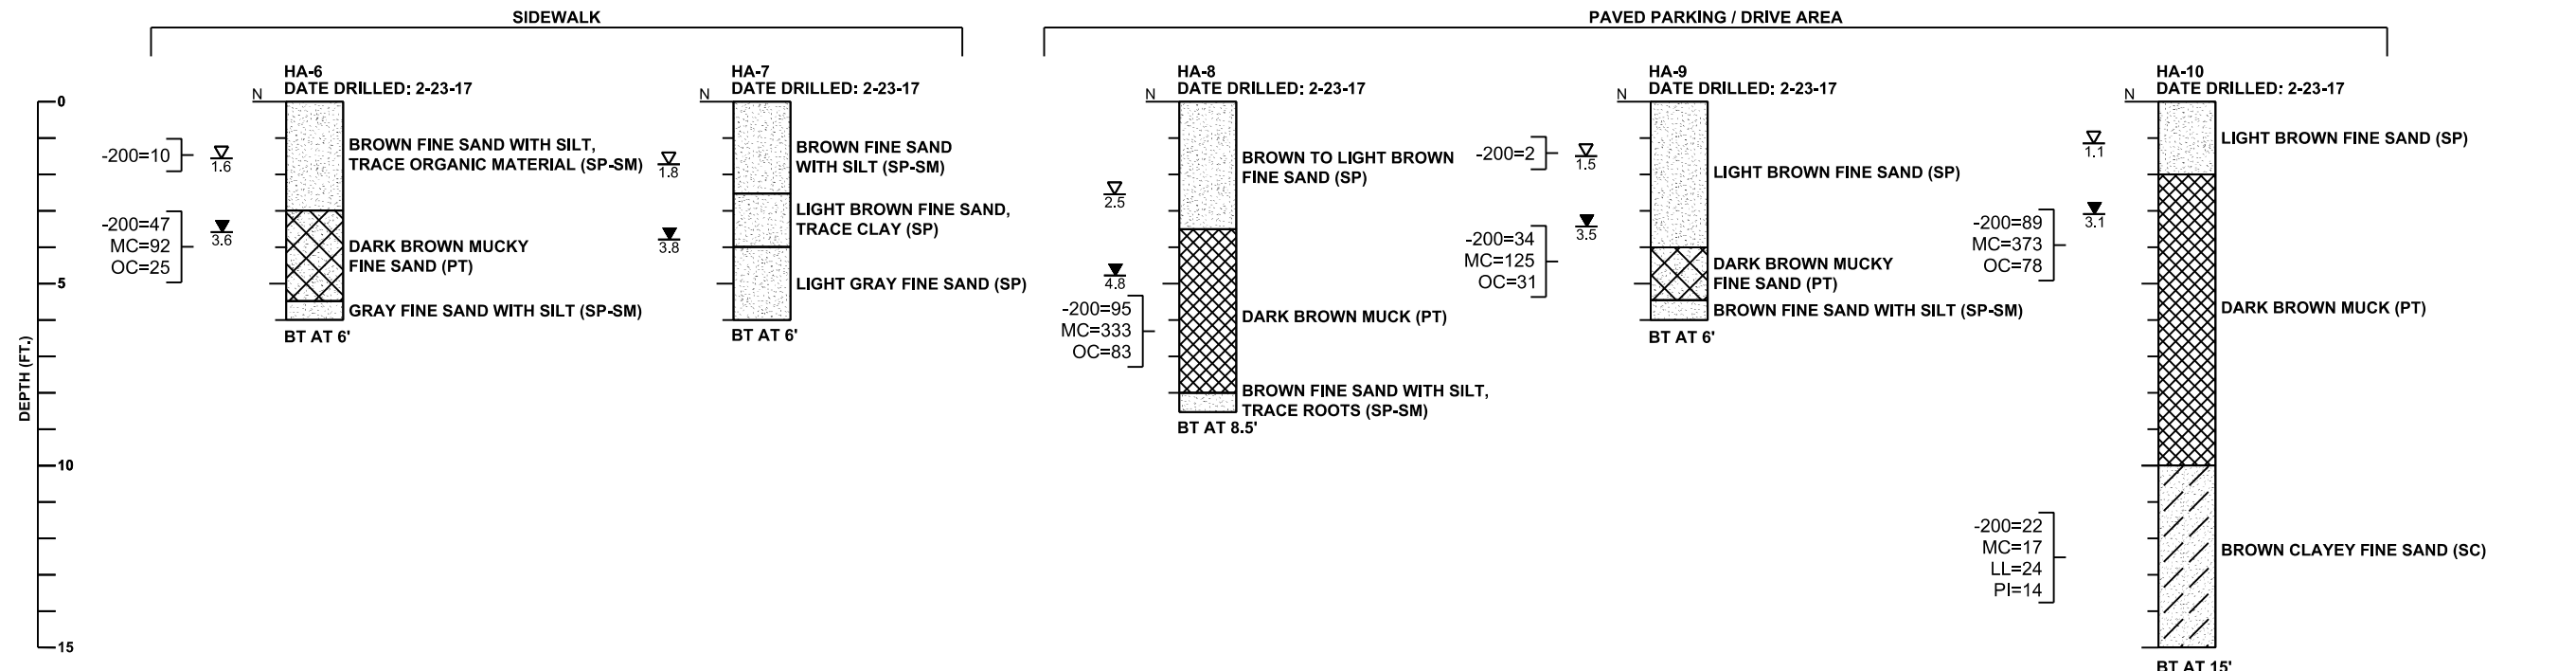 SIDEWALK
PAVED PARKING / DRIVE AREA
HA-6
DATE DRILLED: 2-23-17
N
-200=10
1.6
BROWN FINE SAND WITH SILT,
TRACE ORGANIC MATERIAL (SP-SM)
-200=47
MC=92
OC=25
3.6
DARK BROWN MUCKY
FINE SAND (PT)
GRAY FINE SAND WITH SILT (SP-SM)
BT AT 6'
HA-7
DATE DRILLED: 2-23-17
N
1.8
BROWN FINE SAND
WITH SILT (SP-SM)
3.8
LIGHT BROWN FINE SAND,
TRACE CLAY (SP)
LIGHT GRAY FINE SAND (SP)
BT AT 6'
HA-8
DATE DRILLED: 2-23-17
N
2.5
BROWN TO LIGHT BROWN
FINE SAND (SP)
4.8
-200=95
MC=333
OC=83
DARK BROWN MUCK (PT)
BROWN FINE SAND WITH SILT,
TRACE ROOTS (SP-SM)
BT AT 8.5'
HA-9
DATE DRILLED: 2-23-17
N
-200=2
1.5
LIGHT BROWN FINE SAND (SP)
-200=34
MC=125
OC=31
3.5
DARK BROWN MUCKY
FINE SAND (PT)
BROWN FINE SAND WITH SILT (SP-SM)
BT AT 6'
HA-10
DATE DRILLED: 2-23-17
N
1.1
LIGHT BROWN FINE SAND (SP)
-200=89
MC=373
OC=78
3.1
DARK BROWN MUCK (PT)
-200=22
MC=17
LL=24
PI=14
BROWN CLAYEY FINE SAND (SC)
BT AT 15'
DEPTH (FT.)
0
5
10
15